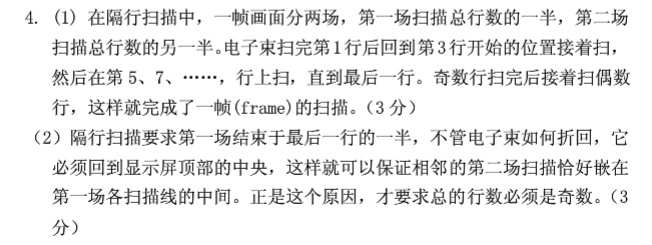 4. (1) 在隔行扫描中，一帧画面分两场，第一场扫描总行数的一半，第二场
扫描总行数的另一半。电子束扫完第1行后回到第3行开始的位置接着扫，
然后在第 5、7、……，行上扫，直到最后一行。奇数行扫完后接着扫偶数
行，这样就完成了一帧(frame)的扫描。（3 分）
（2）隔行扫描要求第一场结束于最后一行的一半，不管电子束如何折回，它
必须回到显示屏顶部的中央，这样就可以保证相邻的第二场扫描恰好嵌在
第一场各扫描线的中间。正是这个原因，才要求总的行数必须是奇数。（3
分）